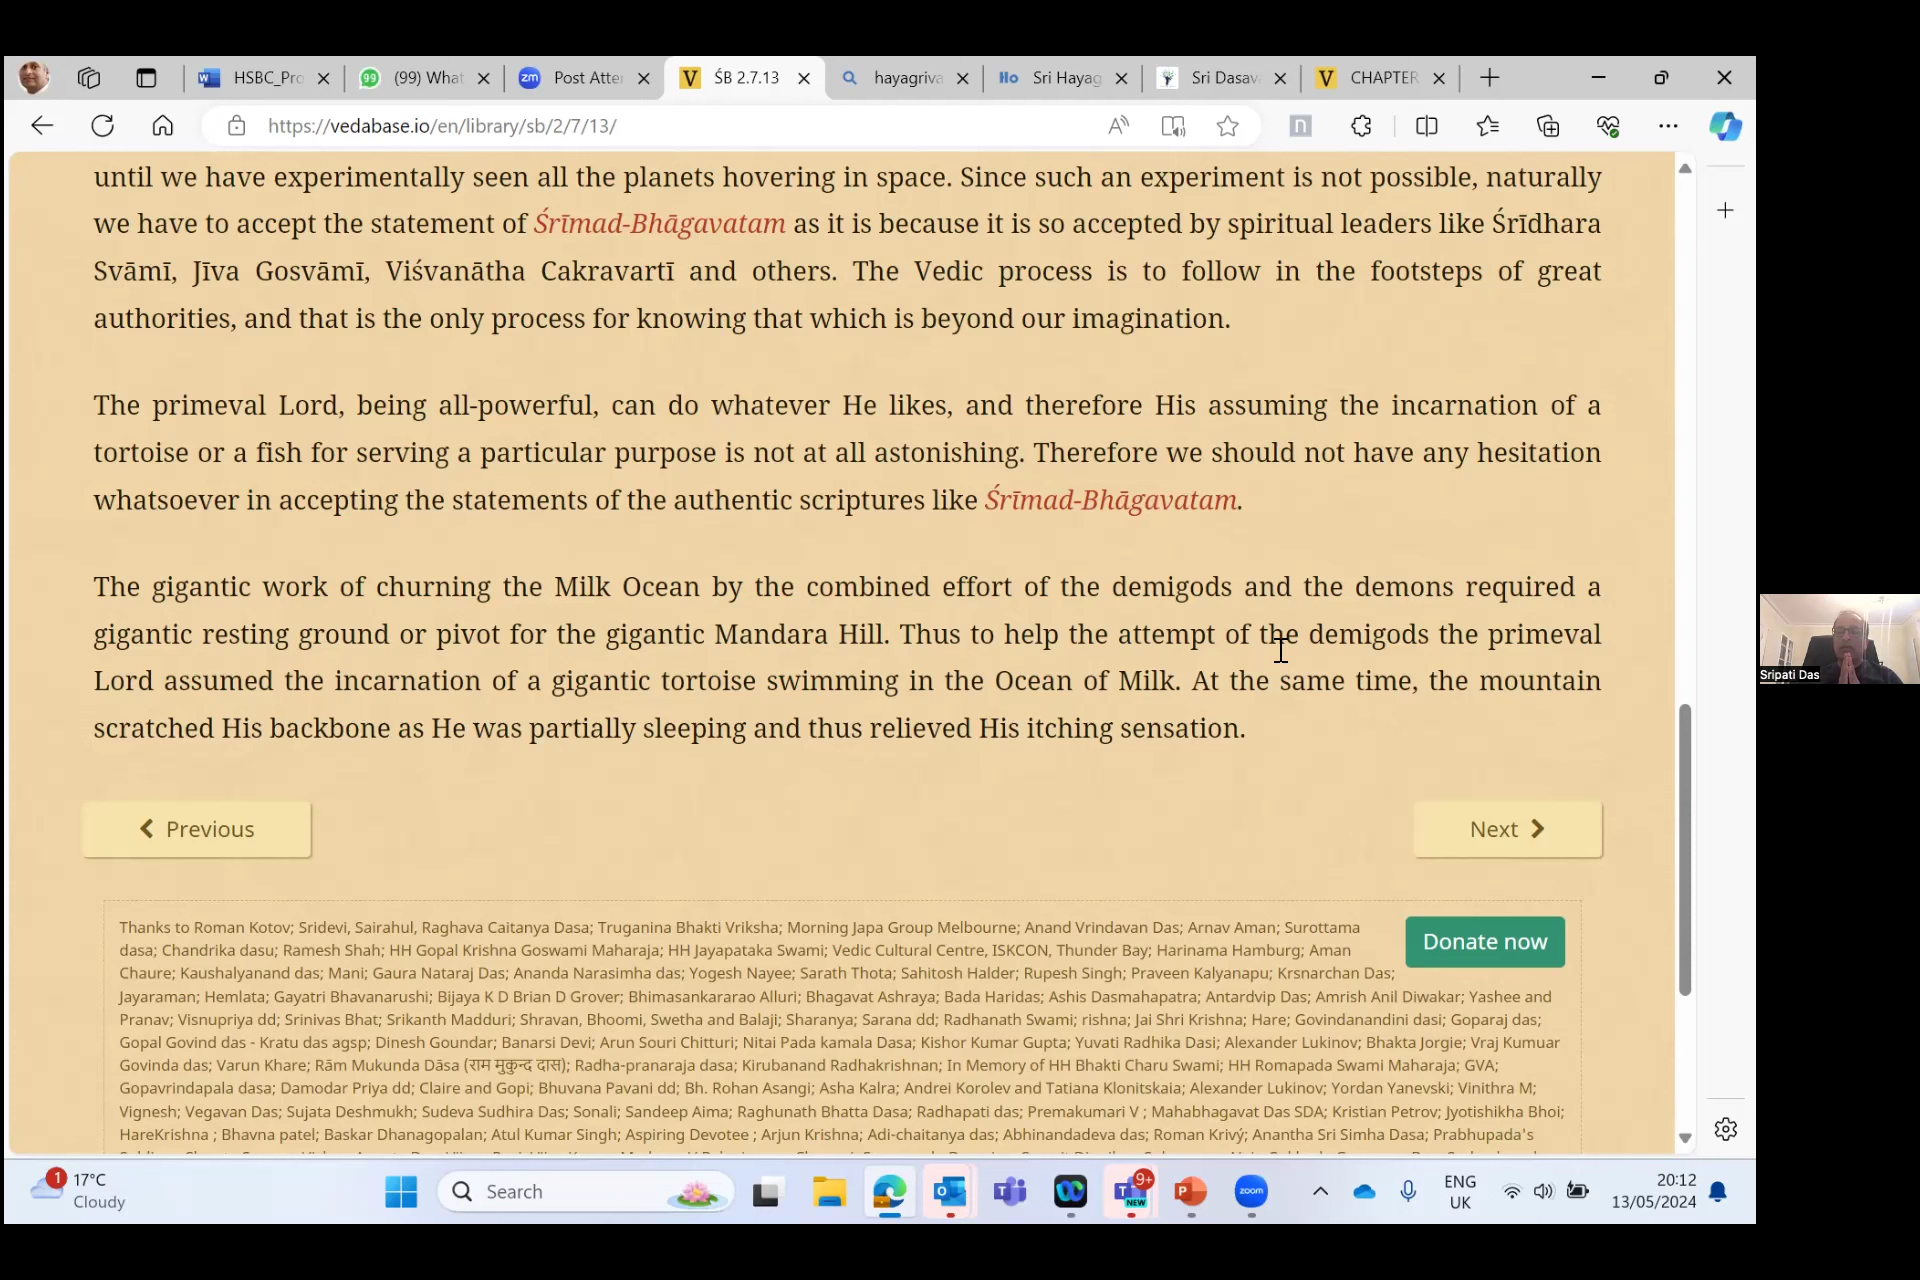 HSBC_Pro
(99) What
Post Atte
ŚB 2.7.13
hayagriva
Sri Hayag
Sri Dasav
CHAPTER
https://vedabase.io/en/library/sb/2/7/13/
until we have experimentally seen all the planets hovering in space. Since such an experiment is not possible, naturally
we have to accept the statement of Śrīmad-Bhāgavatam as it is because it is so accepted by spiritual leaders like Śrīdhara
Svāmī, Jīva Gosvāmī, Viśvanātha Cakravartī and others. The Vedic process is to follow in the footsteps of great
authorities, and that is the only process for knowing that which is beyond our imagination.
The primeval Lord, being all-powerful, can do whatever He likes, and therefore His assuming the incarnation of a
tortoise or a fish for serving a particular purpose is not at all astonishing. Therefore we should not have any hesitation
whatsoever in accepting the statements of the authentic scriptures like Śrīmad-Bhāgavatam.
The gigantic work of churning the Milk Ocean by the combined effort of the demigods and the demons required a
gigantic resting ground or pivot for the gigantic Mandara Hill. Thus to help the attempt of the demigods the primeval
Lord assumed the incarnation of a gigantic tortoise swimming in the Ocean of Milk. At the same time, the mountain
scratched His backbone as He was partially sleeping and thus relieved His itching sensation.
Sripati Das
Previous
Next
Thanks to Roman Kotov; Sridevi, Sairahul, Raghava Caitanya Dasa; Truganina Bhakti Vriksha; Morning Japa Group Melbourne; Anand Vrindavan Das; Arnav Aman; Surottama
dasa; Chandrika dasu; Ramesh Shah; HH Gopal Krishna Goswami Maharaja; HH Jayapataka Swami; Vedic Cultural Centre, ISKCON, Thunder Bay; Harinama Hamburg; Aman
Chaure; Kaushalyanand das; Mani; Gaura Nataraj Das; Ananda Narasimha das; Yogesh Nayee; Sarath Thota; Sahitosh Halder; Rupesh Singh; Praveen Kalyanapu; Krsnarchan Das;
Jayaraman; Hemlata; Gayatri Bhavanarushi; Bijaya K D Brian D Grover; Bhimasankararao Alluri; Bhagavat Ashraya; Bada Haridas; Ashis Dasmahapatra; Antardvip Das; Amrish Anil Diwakar; Yashee and
Pranav; Visnupriya dd; Srinivas Bhat; Srikanth Madduri; Shravan, Bhoomi, Swetha and Balaji; Sharanya; Sarana dd; Radhanath Swami; rishna; Jai Shri Krishna; Hare; Govindanandini dasi; Goparaj das;
Gopal Govind das - Kratu das agsp; Dinesh Goundar; Banarsi Devi; Arun Souri Chitturi; Nitai Pada kamala Dasa; Kishor Kumar Gupta; Yuvati Radhika Dasi; Alexander Lukinov; Bhakta Jorgie; Vraj Kumuar
Govinda das; Varun Khare; Rām Mukunda Dāsa (राम मुकुन्द दास); Radha-pranaraja dasa; Kirubanand Radhakrishnan; In Memory of HH Bhakti Charu Swami; HH Romapada Swami Maharaja; GVA;
Gopavrindapala dasa; Damodar Priya dd; Claire and Gopi; Bhuvana Pavani dd; Bh. Rohan Asangi; Asha Kalra; Andrei Korolev and Tatiana Klonitskaia; Alexander Lukinov; Yordan Yanevski; Vinithra M;
Vignesh; Vegavan Das; Sujata Deshmukh; Sudeva Sudhira Das; Sonali; Sandeep Aima; Raghunath Bhatta Dasa; Radhapati das; Premakumari V ; Mahabhagavat Das SDA; Kristian Petrov; Jyotishikha Bhoi;
HareKrishna ; Bhavna patel; Baskar Dhanagopalan; Atul Kumar Singh; Aspiring Devotee ; Arjun Krishna; Adi-chaitanya das; Abhinandadeva das; Roman Krivý; Anantha Sri Simha Dasa; Prabhupada's
Donate now
1
17°C
Cloudy
Search
9+
NEW
zoom
ENG
UK
20:12
13/05/2024